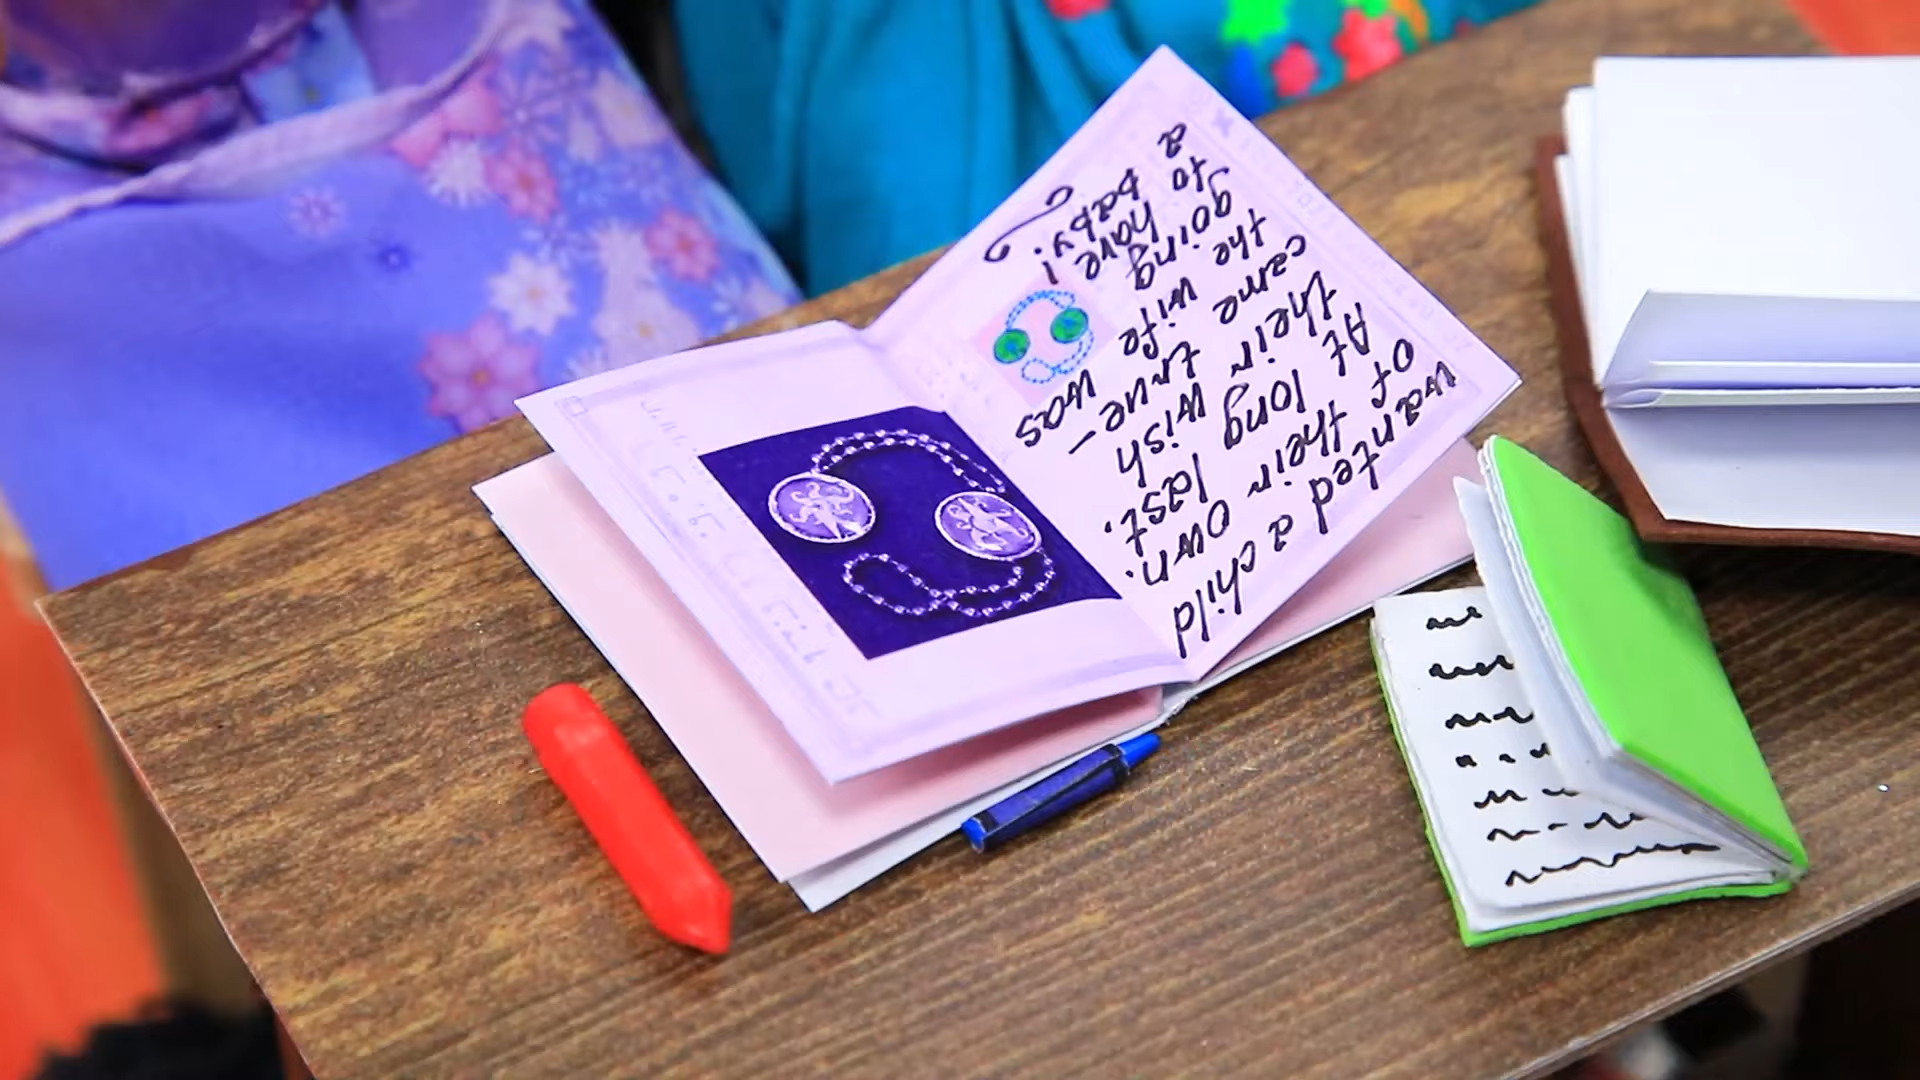 wanted a child
of their own.
At long last.
their wish
came true-
the wife was
going
to have
a baby!